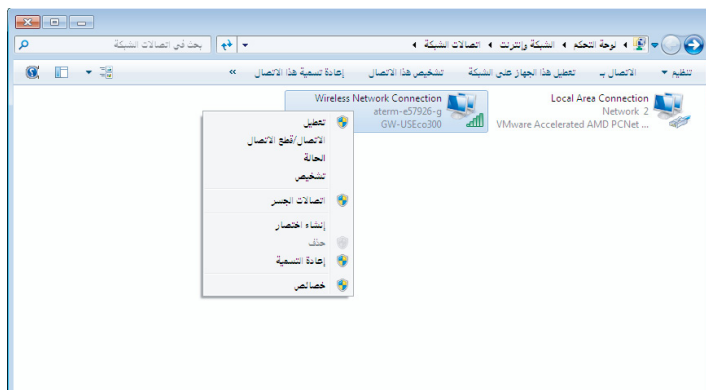 لوحة التحكم
الشبكة وإنترنت
اتصالات الشبكة
بحث في اتصالات الشبكة
تنظيم
الاتصال بـ
تعطيل هذا الجهاز على الشبكة
تشخيص هذا الاتصال
إعادة تسمية هذا الاتصال
»
Local Area Connection
Network 2
VMware Accelerated AMD PCNet ...
Wireless Network Connection
aterm-e57926-g
GW-USEco300
تعطيل
الاتصال/قطع الاتصال
الحالة
تشخيص
اتصالات الجسر
إنشاء اختصار
حذف
إعادة التسمية
خصائص